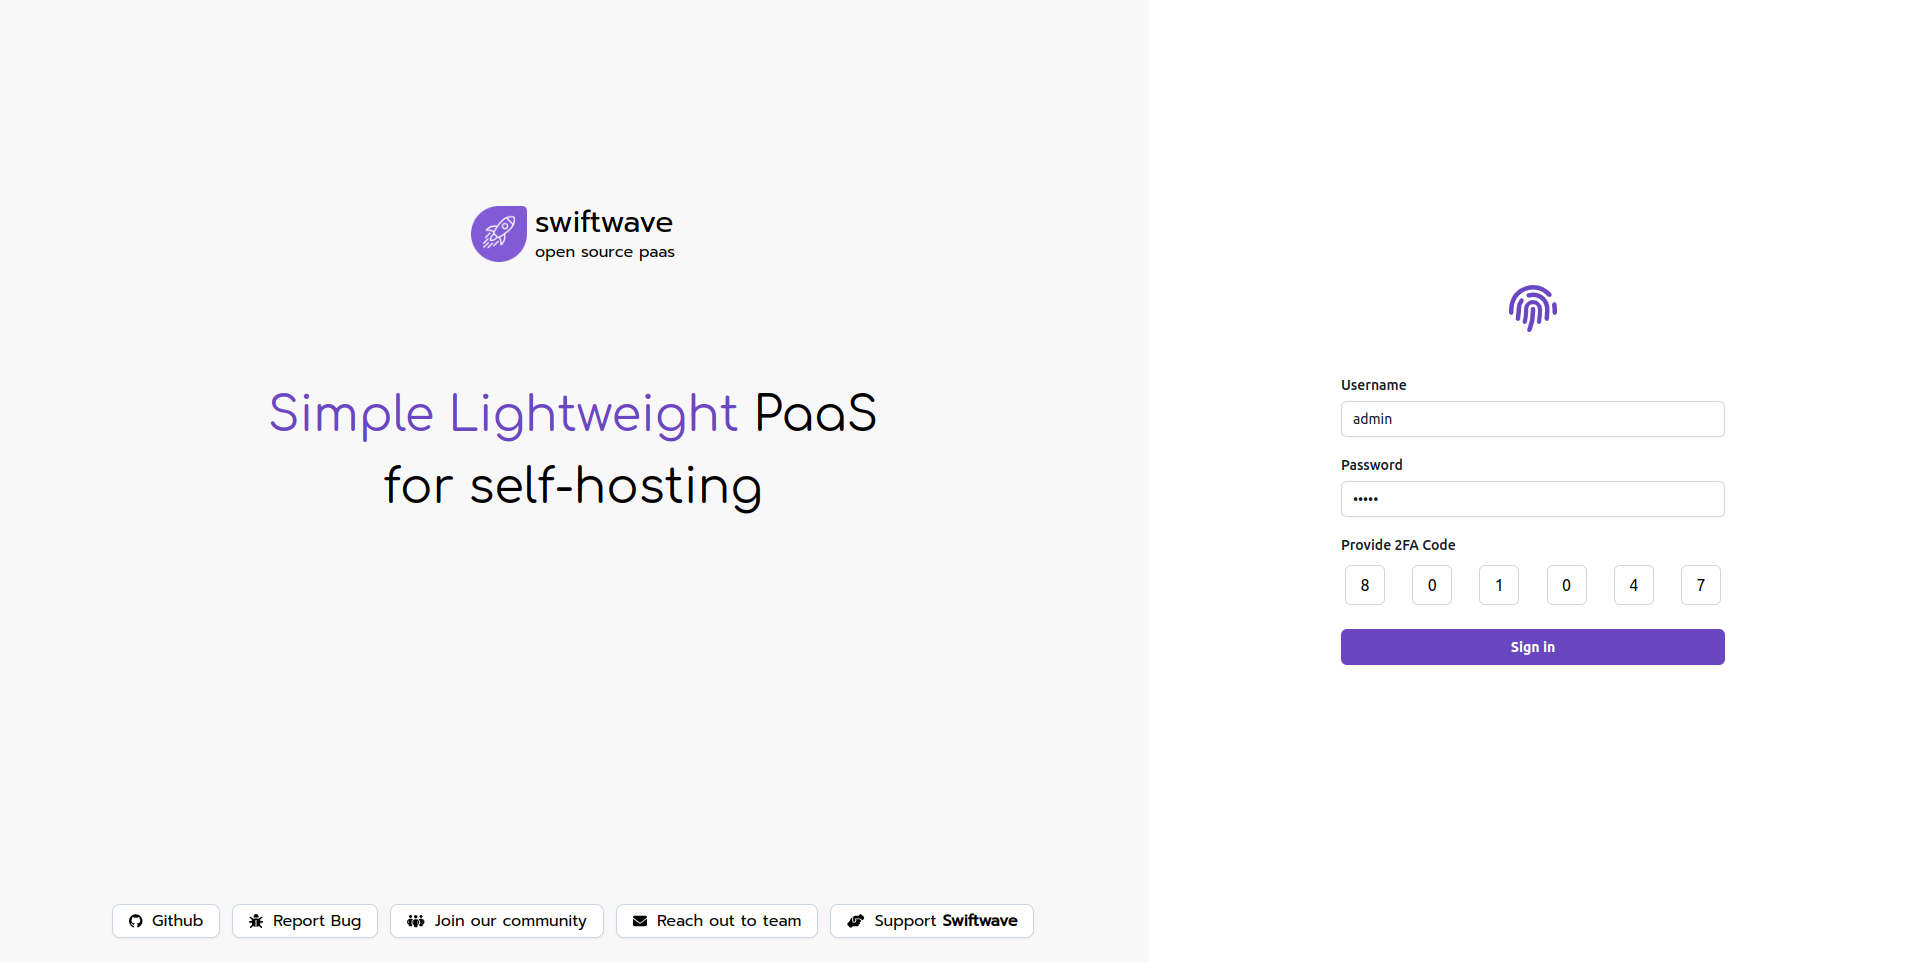 swiftwave
open source paas
Simple Lightweight PaaS
for self-hosting
Github
Report Bug
Join our community
Reach out to team
Support Swiftwave
Username
admin
Password
•••••
Provide 2FA Code
8 0 1 0 4 7
Sign in